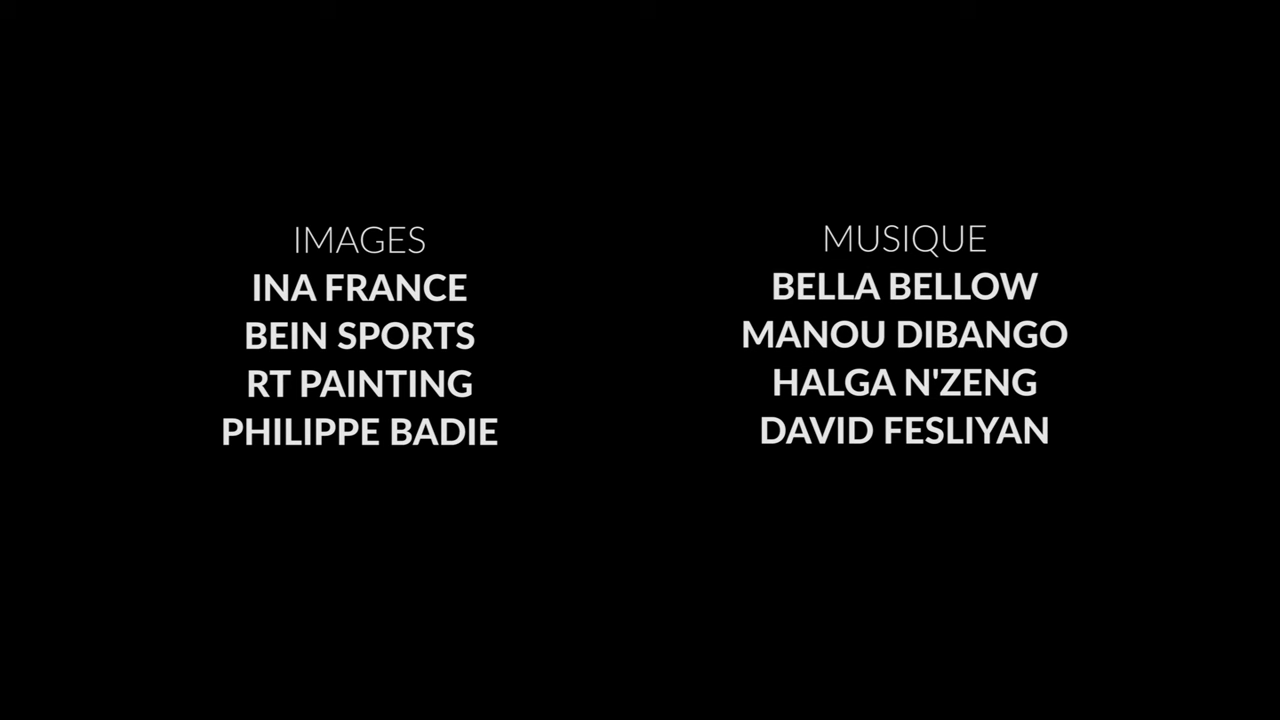 IMAGES
INA FRANCE
BEIN SPORTS
RT PAINTING
PHILIPPE BADIE
MUSIQUE
BELLA BELLOW
MANOU DIBANGO
HALGA N'ZENG
DAVID FESLIYAN